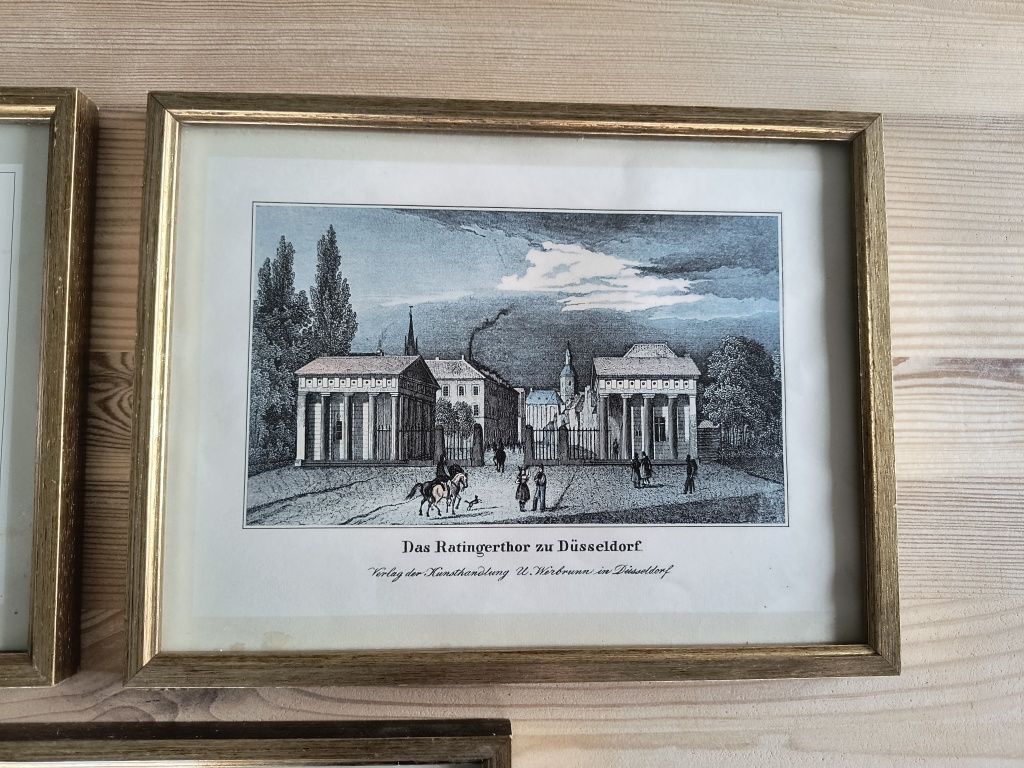 Das Ratingerthor zu Düsseldorf.
Verlag der Kunsthandlung U. Werbrunn in Düsseldorf